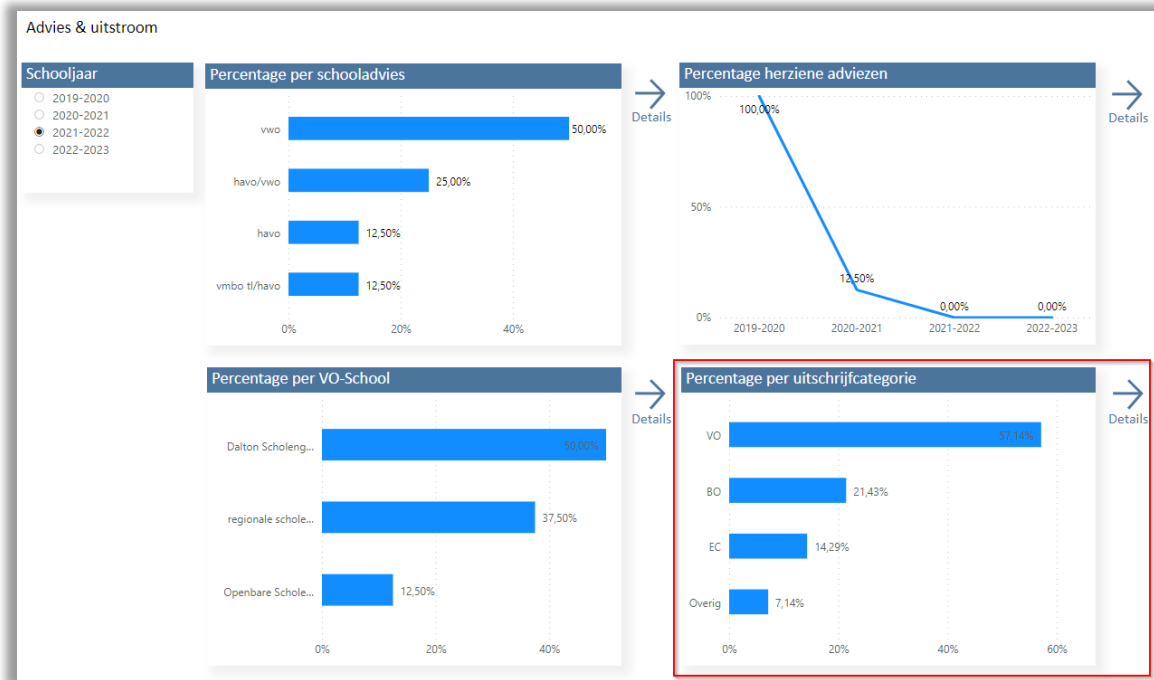 Advies & uitstroom
Schooljaar
2019-2020
2020-2021
2021-2022
2022-2023
Percentage per schooladvies
vwo
50,00%
havo/vwo
25,00%
havo
12,50%
vmbo tl/havo
12,50%
0%
20%
40%
Details
Percentage herziene adviezen
100%
100,00%
50%
12,50%
0,00%
0,00%
0%
2019-2020
2020-2021
2021-2022
2022-2023
Details
Percentage per VO-School
Dalton Scholeng...
50,00%
regionale schole...
37,50%
Openbare Schole...
12,50%
0%
20%
40%
Details
Percentage per uitschrijfcategorie
VO
57,14%
BO
21,43%
EC
14,29%
Overig
7,14%
0%
20%
40%
60%
Details